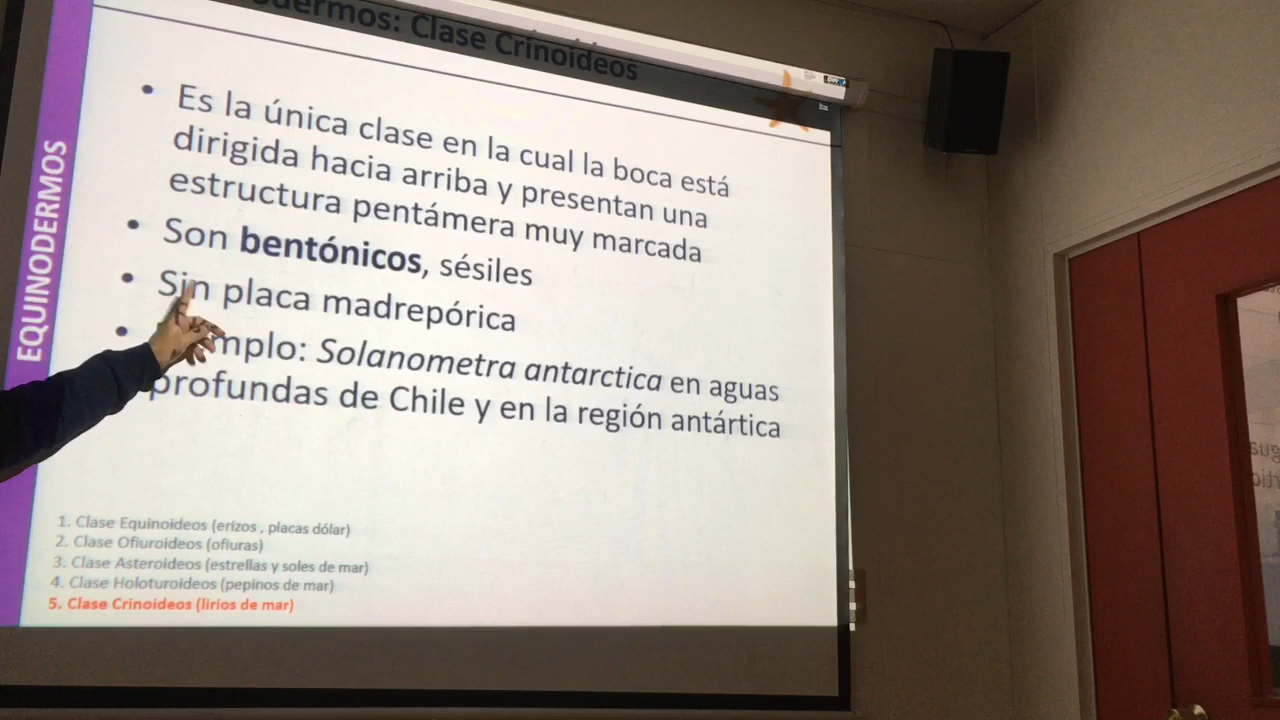 dermos: Clase Crinoideos
• Es la única clase en la cual la boca está
dirigida hacia arriba y presentan una
estructura pentámera muy marcada
• Son bentónicos, sésiles
• Sin placa madrepórica
• mplo: Solanometra antarctica en aguas
profundas de Chile y en la región antártica
EQUINODERMOS
1. Clase Equinoideos (erizos , placas dólar)
2. Clase Ofiuroideos (ofiuras)
3. Clase Asteroideos (estrellas y soles de mar)
4. Clase Holoturoideos (pepinos de mar)
5. Clase Crinoideos (lirios de mar)